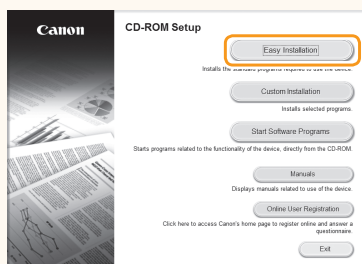 Canon
CD-ROM Setup
Easy Installation
Installs the standard programs required to use the device.
Custom Installation
Installs selected programs.
Start Software Programs
Starts programs related to the functionality of the device, directly from the CD-ROM.
Manuals
Displays manuals related to use of the device.
Online User Registration
Click here to access Canon's home page to register online and answer a
questionnaire.
Exit